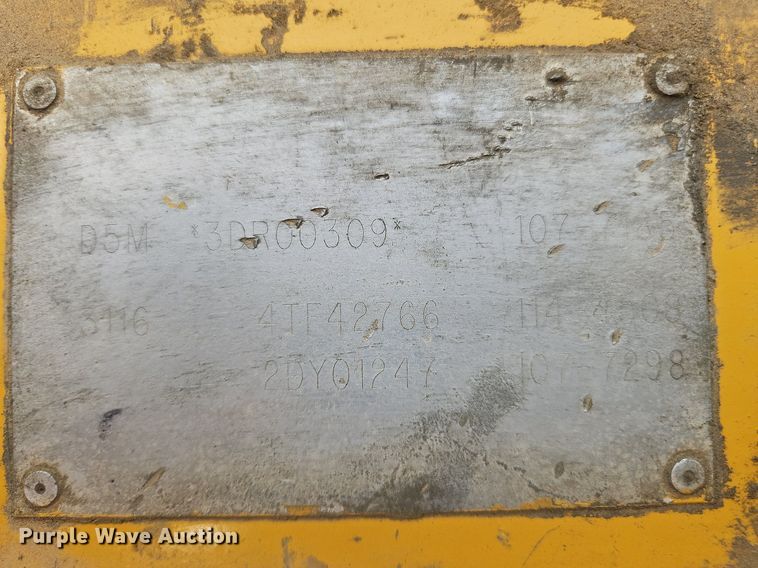 D5M *3DR00309* 107
3116 4TF42766
2DY01247 107-7298
Purple Wave Auction